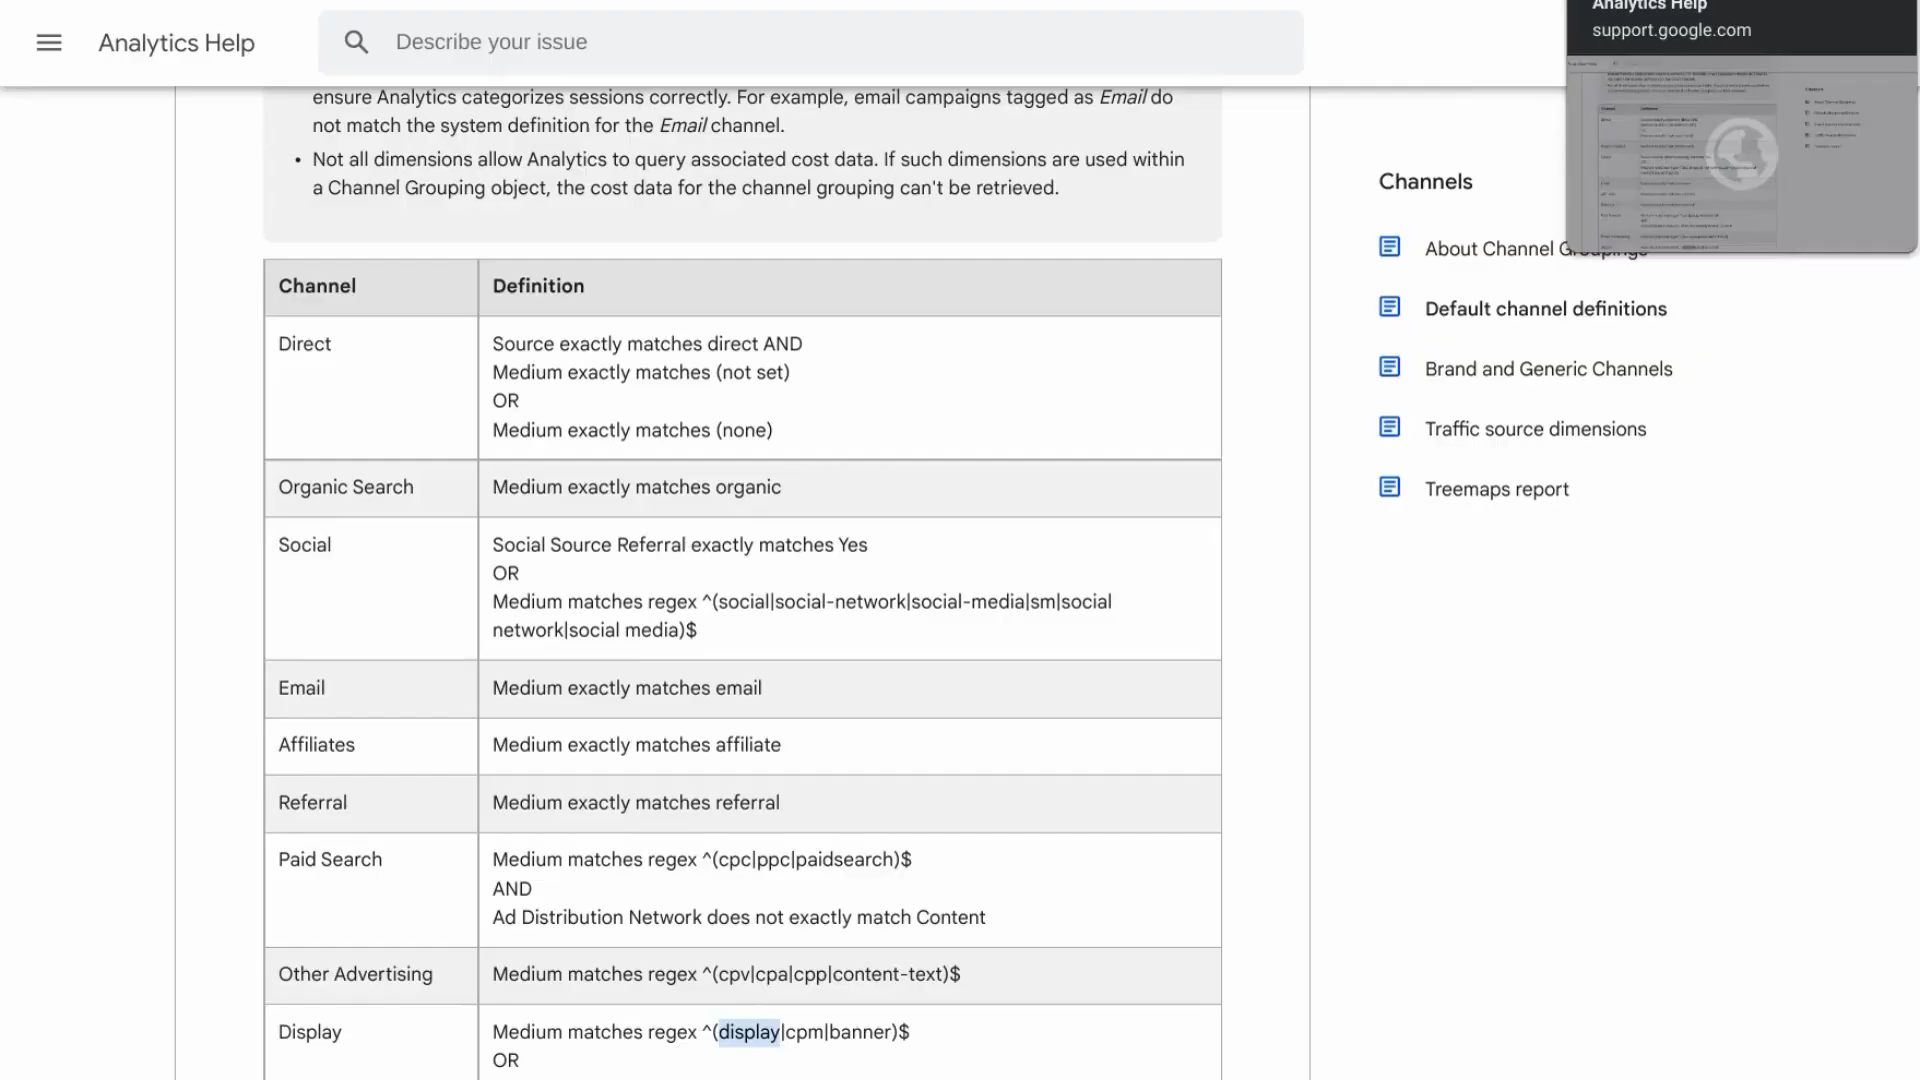 Analytics Help
Describe your issue
Analytics Help
support.google.com
ensure Analytics categorizes sessions correctly. For example, email campaigns tagged as Email do
not match the system definition for the Email channel.
• Not all dimensions allow Analytics to query associated cost data. If such dimensions are used within
a Channel Grouping object, the cost data for the channel grouping can't be retrieved.
Channel
Definition
Direct
Source exactly matches direct AND
Medium exactly matches (not set)
OR
Medium exactly matches (none)
Organic Search
Medium exactly matches organic
Social
Social Source Referral exactly matches Yes
OR
Medium matches regex ^(social|social-network|social-media|sm|social
network|social media)$
Email
Medium exactly matches email
Affiliates
Medium exactly matches affiliate
Referral
Medium exactly matches referral
Paid Search
Medium matches regex ^(cpc|ppc|paidsearch)$
AND
Ad Distribution Network does not exactly match Content
Other Advertising
Medium matches regex ^(cpv|cpa|cpp|content-text)$
Display
Medium matches regex ^(display|cpm|banner)$
OR
Channels
About Channel Groupings
Default channel definitions
Brand and Generic Channels
Traffic source dimensions
Treemaps report